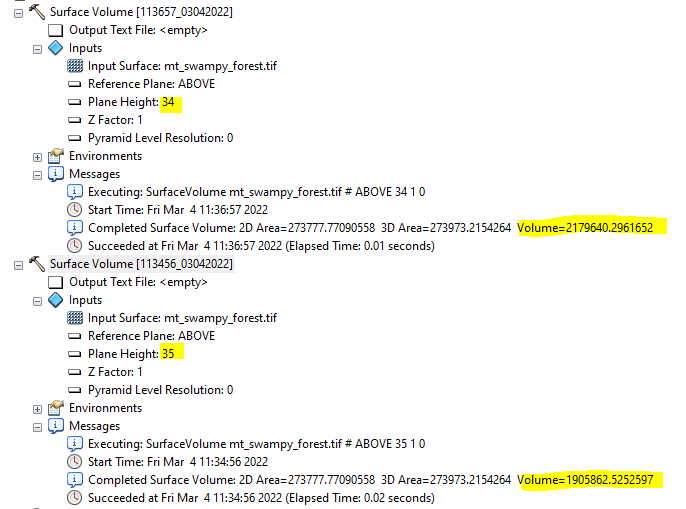 Surface Volume [113657_03042022]
Output Text File: <empty>
Inputs
Input Surface: mt_swampy_forest.tif
Reference Plane: ABOVE
Plane Height: 34
Z Factor: 1
Pyramid Level Resolution: 0
Environments
Messages
Executing: SurfaceVolume mt_swampy_forest.tif # ABOVE 34 1 0
Start Time: Fri Mar 4 11:36:57 2022
Completed Surface Volume: 2D Area=273777.77090558 3D Area=273973.2154264 Volume=2179640.2961652
Succeeded at Fri Mar 4 11:36:57 2022 (Elapsed Time: 0.01 seconds)
Surface Volume [113456_03042022]
Output Text File: <empty>
Inputs
Input Surface: mt_swampy_forest.tif
Reference Plane: ABOVE
Plane Height: 35
Z Factor: 1
Pyramid Level Resolution: 0
Environments
Messages
Executing: SurfaceVolume mt_swampy_forest.tif # ABOVE 35 1 0
Start Time: Fri Mar 4 11:34:56 2022
Completed Surface Volume: 2D Area=273777.77090558 3D Area=273973.2154264 Volume=1905862.5252597
Succeeded at Fri Mar 4 11:34:56 2022 (Elapsed Time: 0.02 seconds)